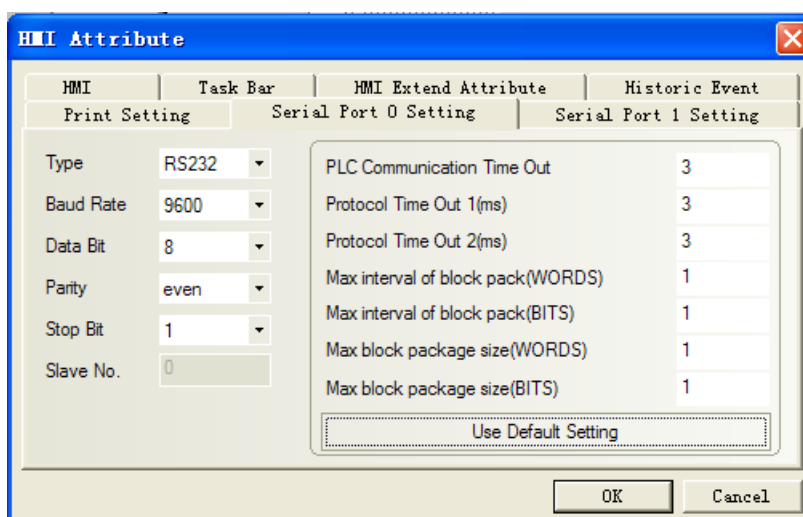 HMI Attribute
HMI Task Bar HMI Extend Attribute Historic Event
Print Setting Serial Port 0 Setting Serial Port 1 Setting
Type RS232
Baud Rate 9600
Data Bit 8
Parity even
Stop Bit 1
Slave No. 0
PLC Communication Time Out 3
Protocol Time Out 1(ms) 3
Protocol Time Out 2(ms) 3
Max interval of block pack(WORDS) 1
Max interval of block pack(BITS) 1
Max block package size(WORDS) 1
Max block package size(BITS) 1
Use Default Setting
OK Cancel